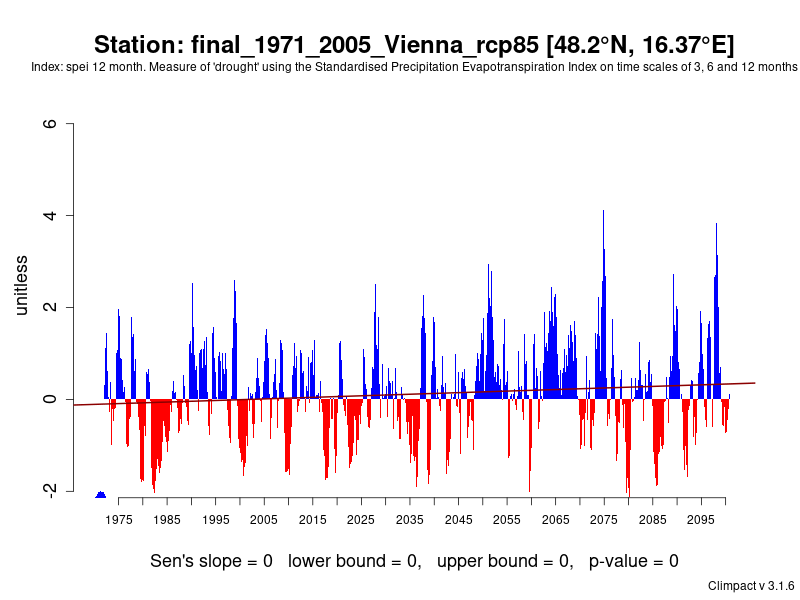 Station: final_1971_2005_Vienna_rcp85 [48.2°N, 16.37°E]
Index: spei 12 month. Measure of 'drought' using the Standardised Precipitation Evapotranspiration Index on time scales of 3, 6 and 12 months
6
4
unitless
2
0
-2
1975 1985 1995 2005 2015 2025 2035 2045 2055 2065 2075 2085 2095
Sen's slope = 0 lower bound = 0, upper bound = 0, p-value = 0
Climpact v 3.1.6